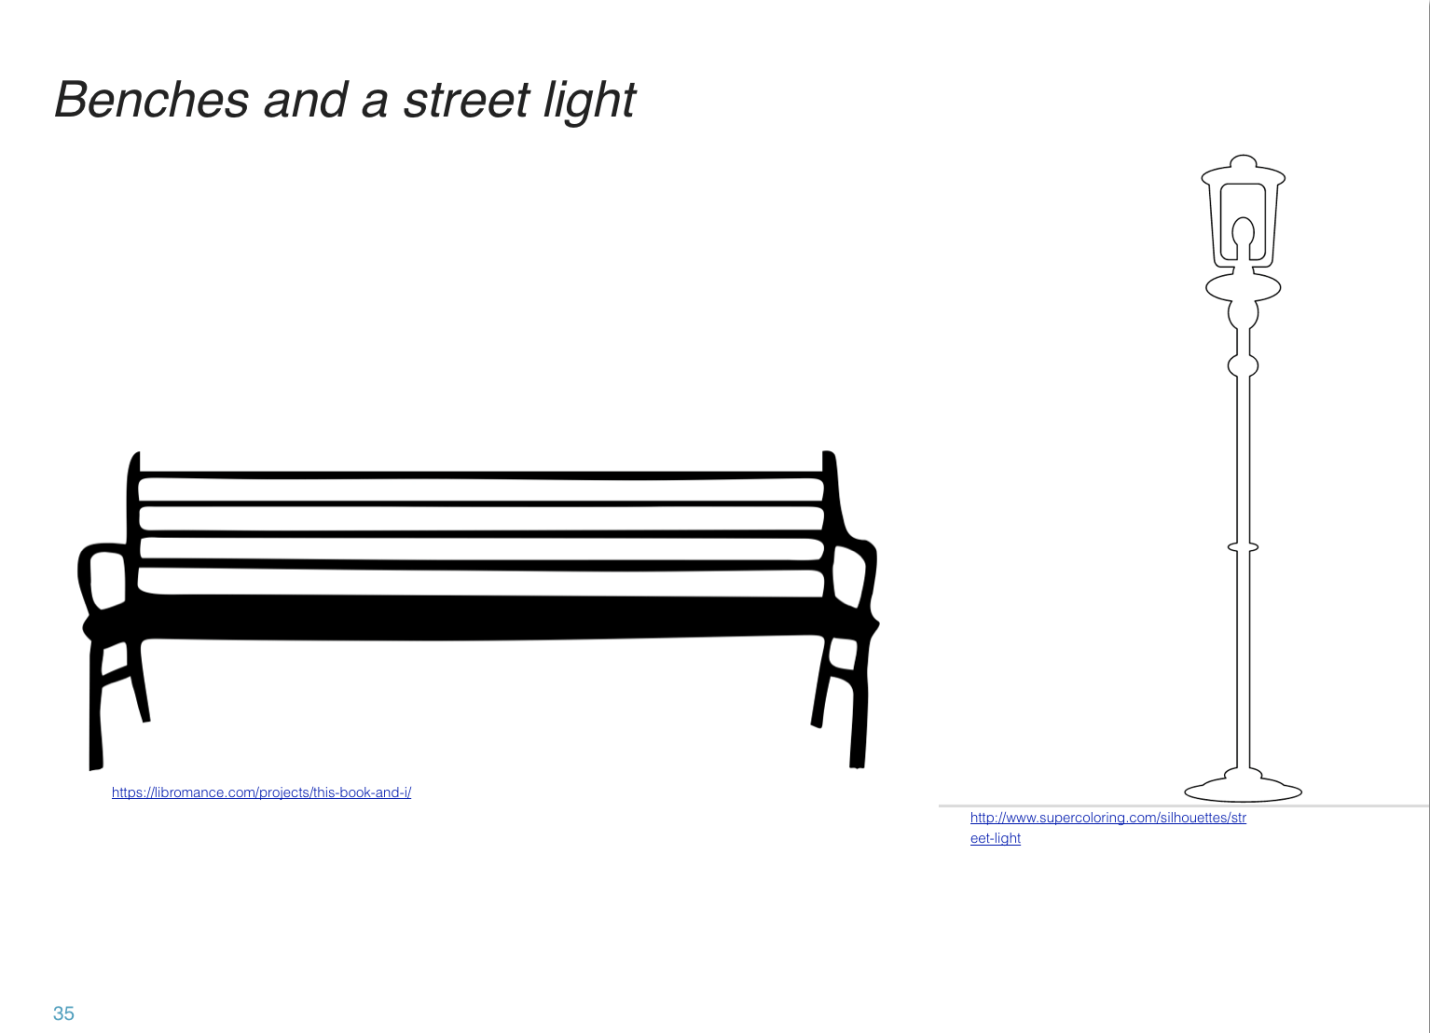 Benches and a street light
https://libromance.com/projects/this-book-and-i/
http://www.supercoloring.com/silhouettes/str
eet-light
35